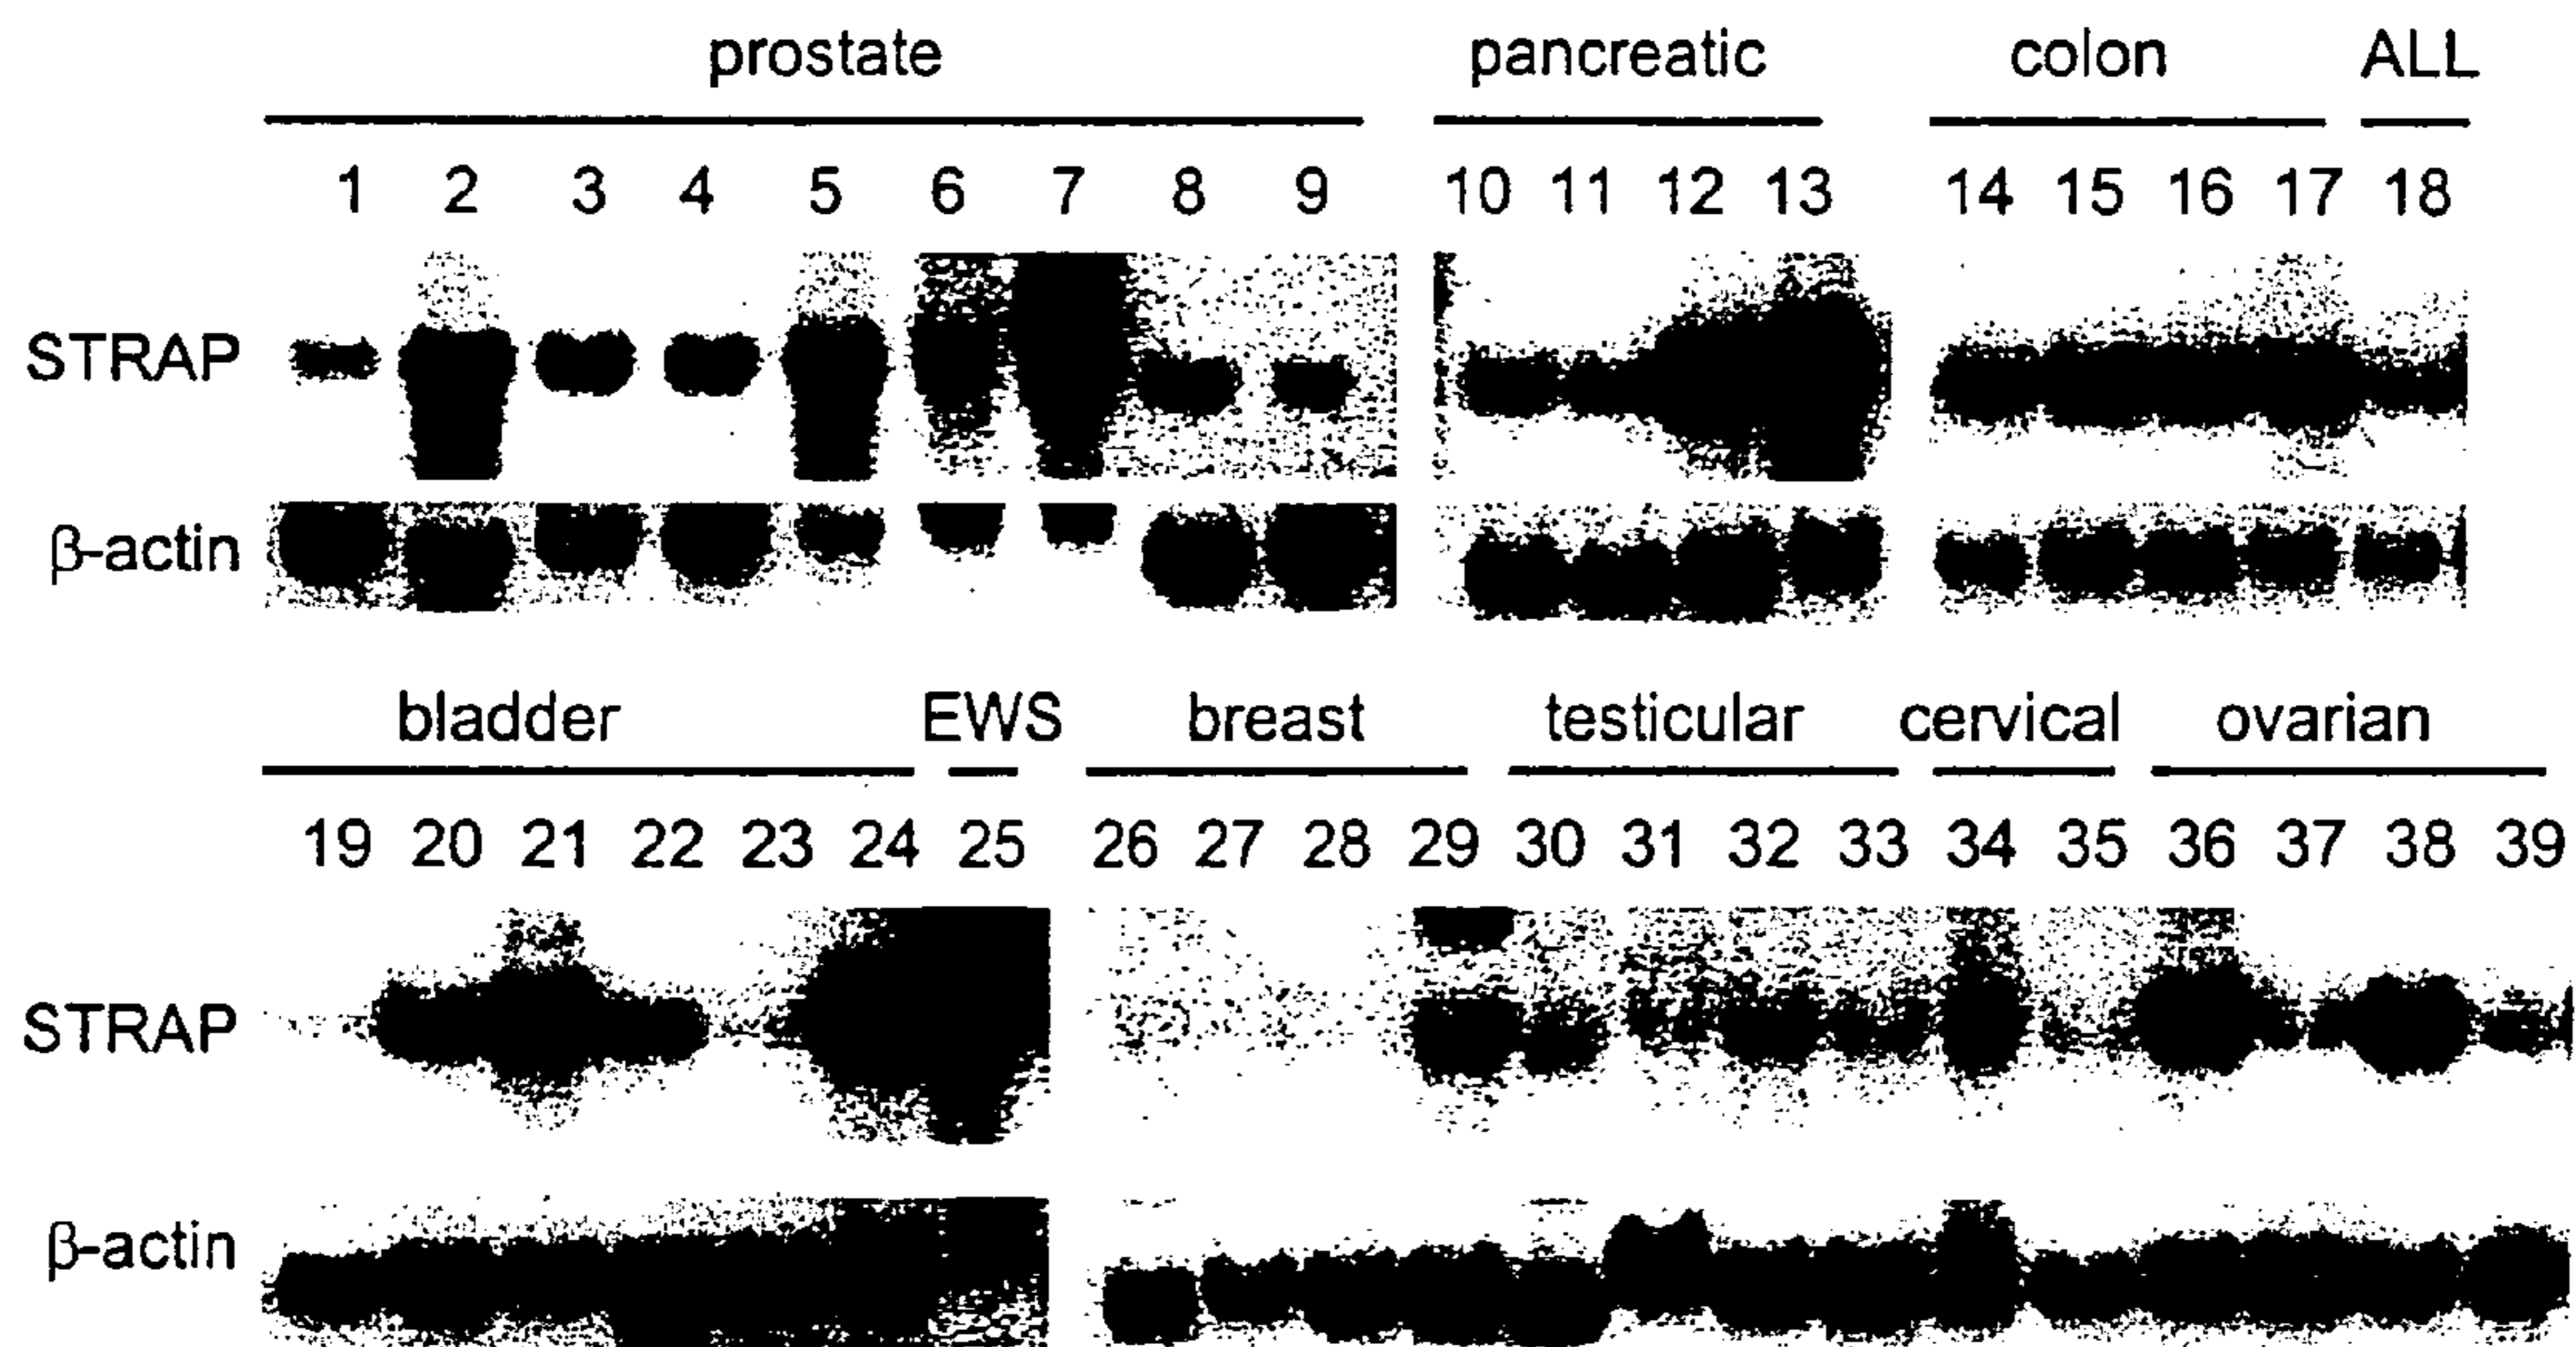 prostate pancreatic colon ALL
1 2 3 4 5 6 7 8 9 10 11 12 13 14 15 16 17 18
STRAP
β-actin
bladder EWS breast testicular cervical ovarian
19 20 21 22 23 24 25 26 27 28 29 30 31 32 33 34 35 36 37 38 39
STRAP
β-actin